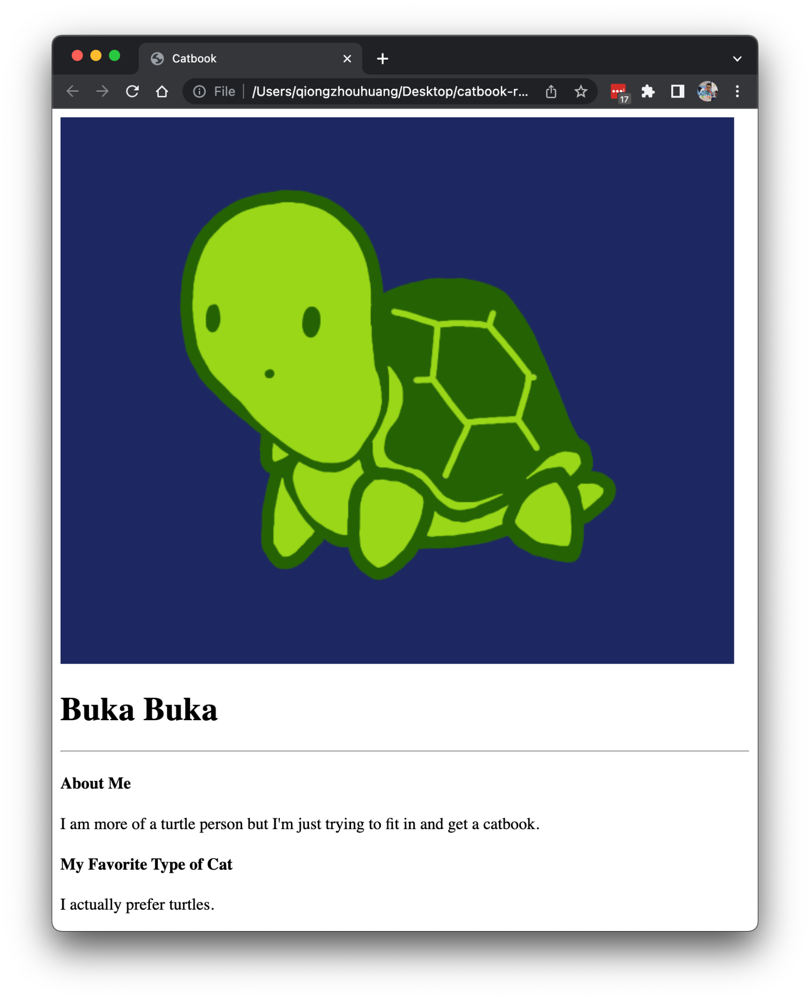 Catbook
File /Users/qiongzhouhuang/Desktop/catbook-r...
17
Buka Buka
About Me
I am more of a turtle person but I'm just trying to fit in and get a catbook.
My Favorite Type of Cat
I actually prefer turtles.